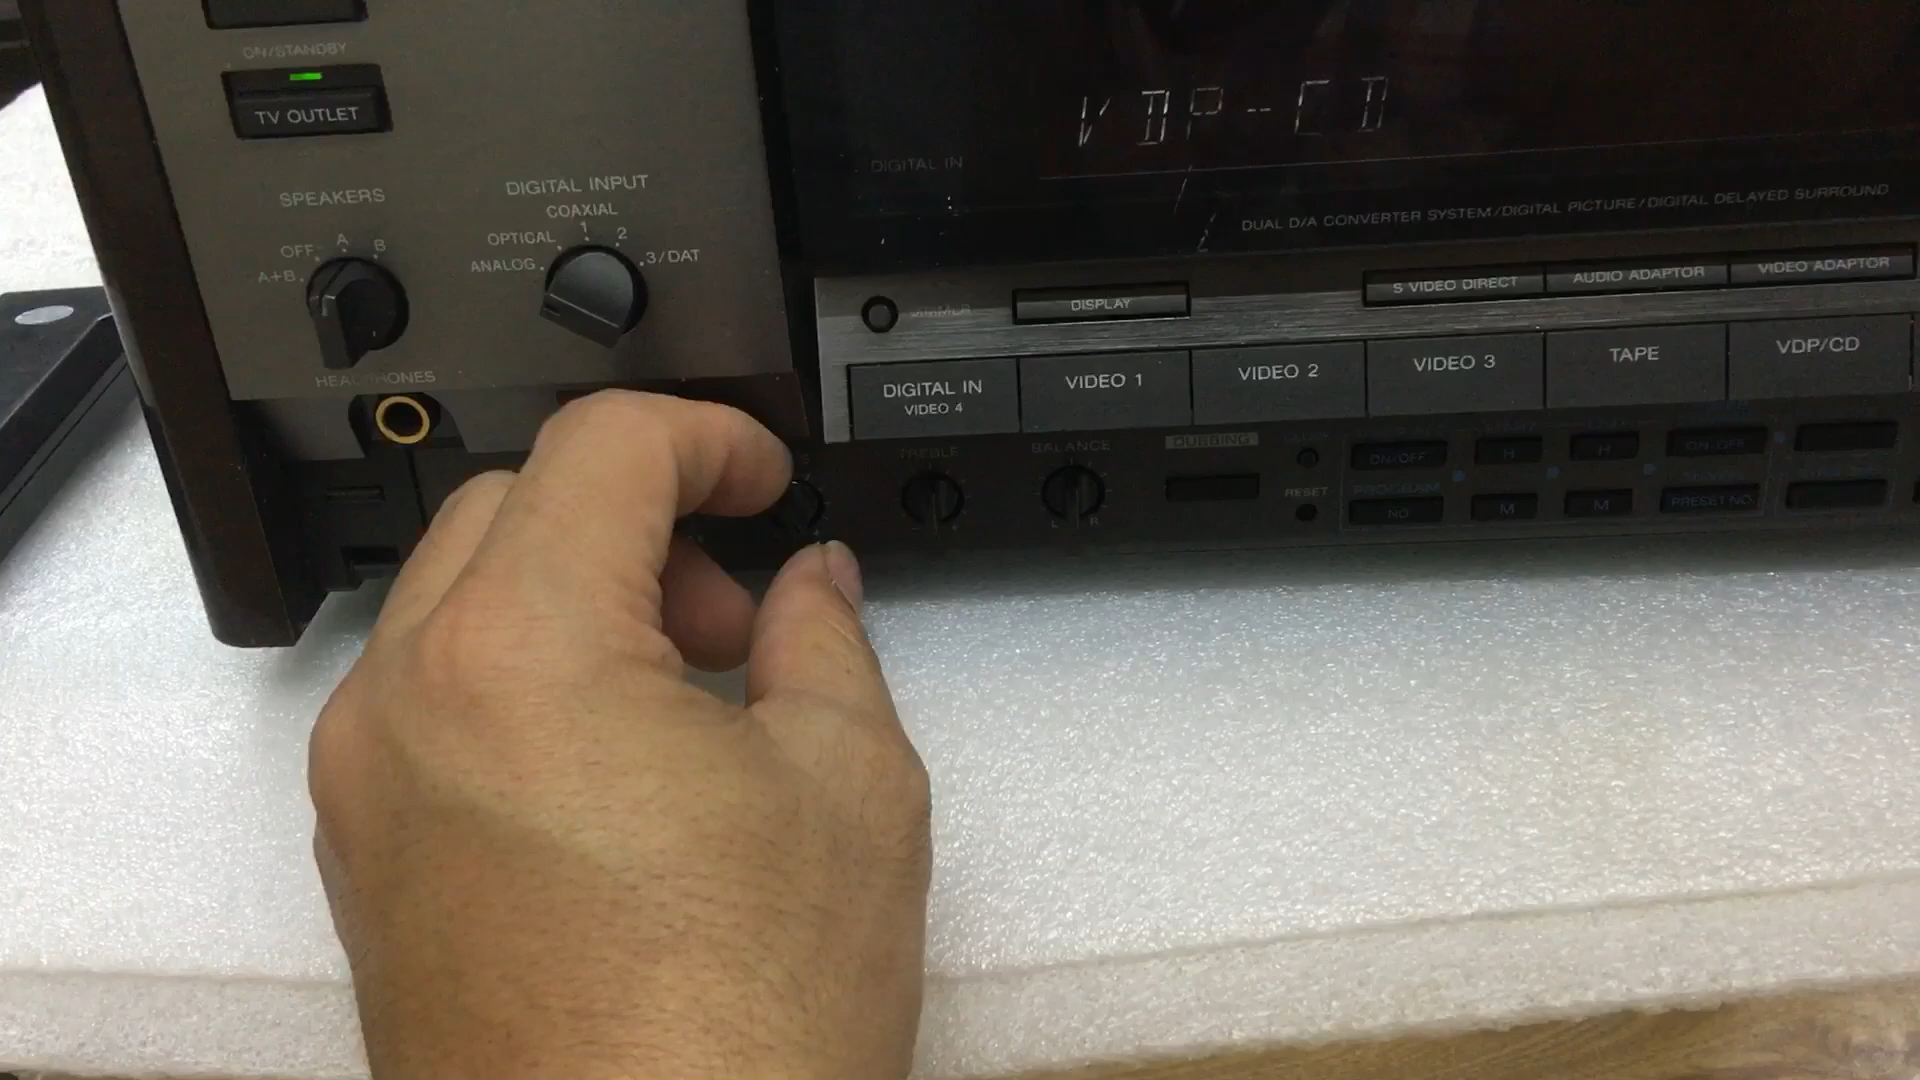 ON/STANDBY
TV OUTLET
SPEAKERS
OFF A B
A+B
DIGITAL INPUT
COAXIAL
OPTICAL 1 2
ANALOG 3/DAT
HEADPHONES
VDP-CD
DIGITAL IN
DUAL D/A CONVERTER SYSTEM/DIGITAL PICTURE/DIGITAL DELAYED SURROUND
DIMMER
DISPLAY
S VIDEO DIRECT
AUDIO ADAPTOR
VIDEO ADAPTOR
DIGITAL IN
VIDEO 4
VIDEO 1
VIDEO 2
VIDEO 3
TAPE
VDP/CD
TREBLE
BALANCE
L R
DUBBING
RESET
ON/OFF
H
H
ON/OFF
PROGRAM
NO
M
M
PRESET NO.